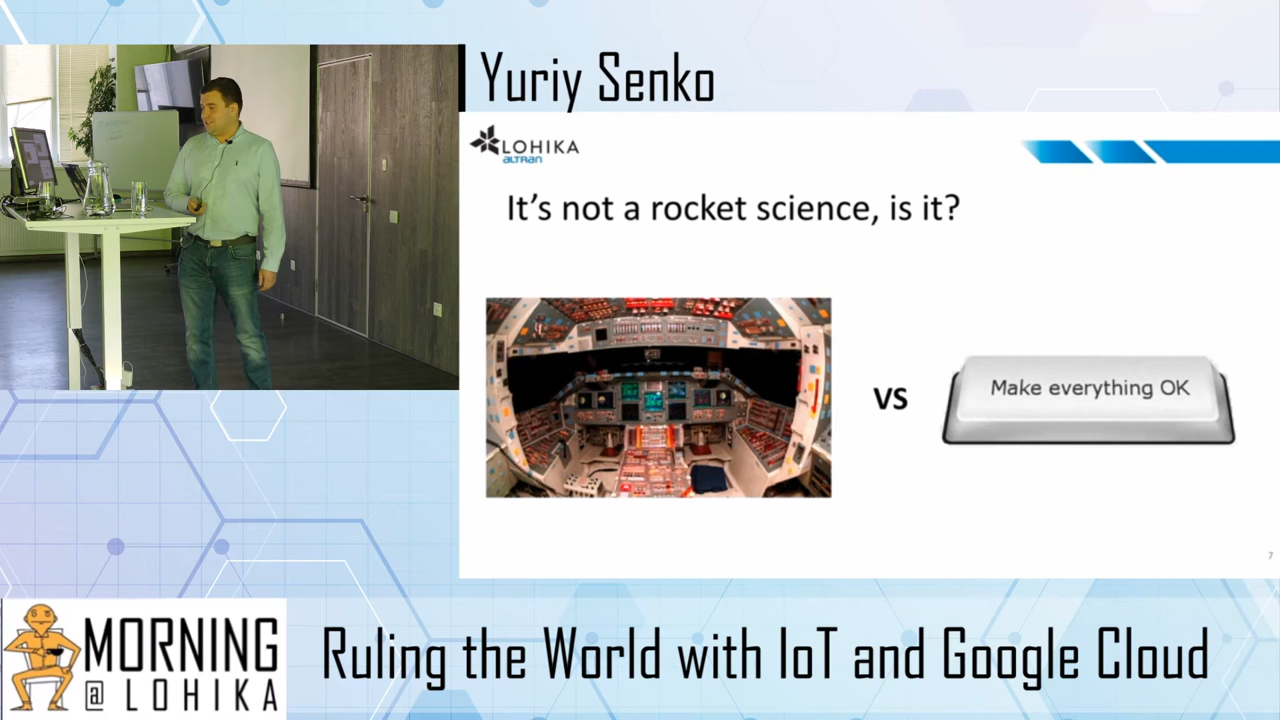 Yuriy Senko
LOHIKA
altran
It's not a rocket science, is it?
vs
Make everything OK
7
MORNING
@ LOHIKA
Ruling the World with IoT and Google Cloud